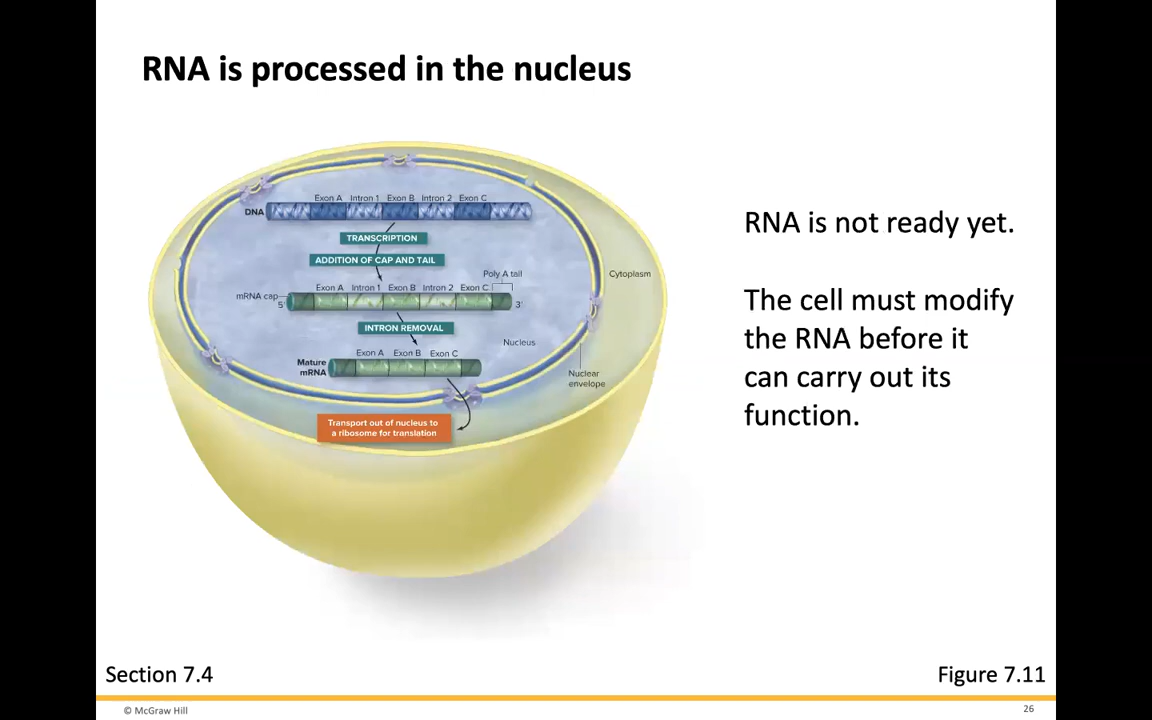 RNA is processed in the nucleus
Exon A Intron 1 Exon B Intron 2 Exon C
DNA
TRANSCRIPTION
ADDITION OF CAP AND TAIL
Poly A tail
Exon A Intron 1 Exon B Intron 2 Exon C
mRNA cap
5'
3'
INTRON REMOVAL
Nucleus
Exon A Exon B Exon C
Mature
mRNA
Cytoplasm
Nuclear
envelope
Transport out of nucleus to
a ribosome for translation
RNA is not ready yet.
The cell must modify
the RNA before it
can carry out its
function.
Section 7.4
Figure 7.11
© McGraw Hill
26